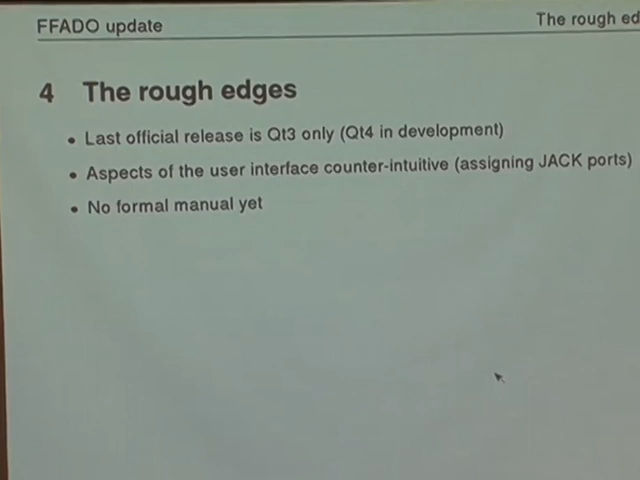 FFADO update
The rough ed
4 The rough edges
• Last official release is Qt3 only (Qt4 in development)
• Aspects of the user interface counter-intuitive (assigning JACK ports)
• No formal manual yet